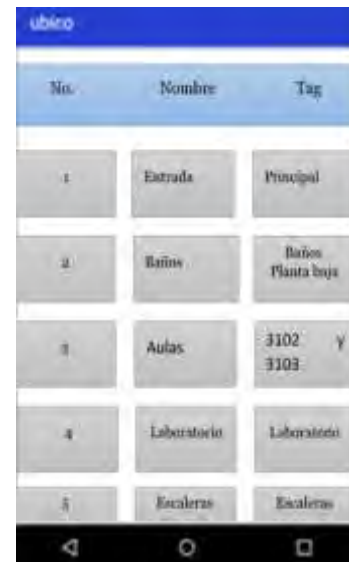 ubico
No. Nombre Tag
1 Entrada Principal
2 Baños Baños
Planta baja
3 Aulas 3102 y
3103
4 Laboratorio Laboratorio
5 Escaleras Escaleras